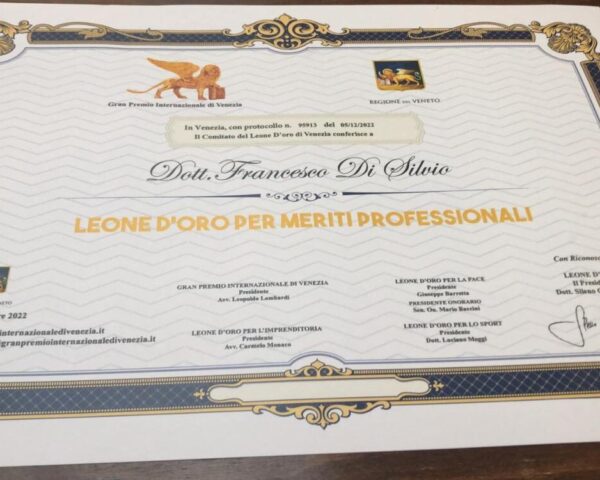 Gran Premio Internazionale di Venezia
REGIONE DEL VENETO
In Venezia, con protocollo n. 95913 del 05/12/2022
Il Comitato del Leone D'oro di Venezia conferisce a
Dott. Francesco Di Silvio
LEONE D'ORO PER MERITI PROFESSIONALI
GRAN PREMIO INTERNAZIONALE DI VENEZIA
Presidente
Avv. Leopoldo Lombardi
LEONE D'ORO PER L'IMPRENDITORIA
Presidente
Avv. Carmelo Monaco
LEONE D'ORO PER LA PACE
Presidente
Giuseppe Barretta
PRESIDENTE ONORARIO
Sen. On. Mario Baccini
LEONE D'ORO PER LO SPORT
Presidente
Dott. Luciano Moggi
Con Riconos
LEONE D'
Il Presid
Dott. Sileno
VENETO
re 2022
nternazionaledivenezia.it
granpremiointernazionaledivenezia.it